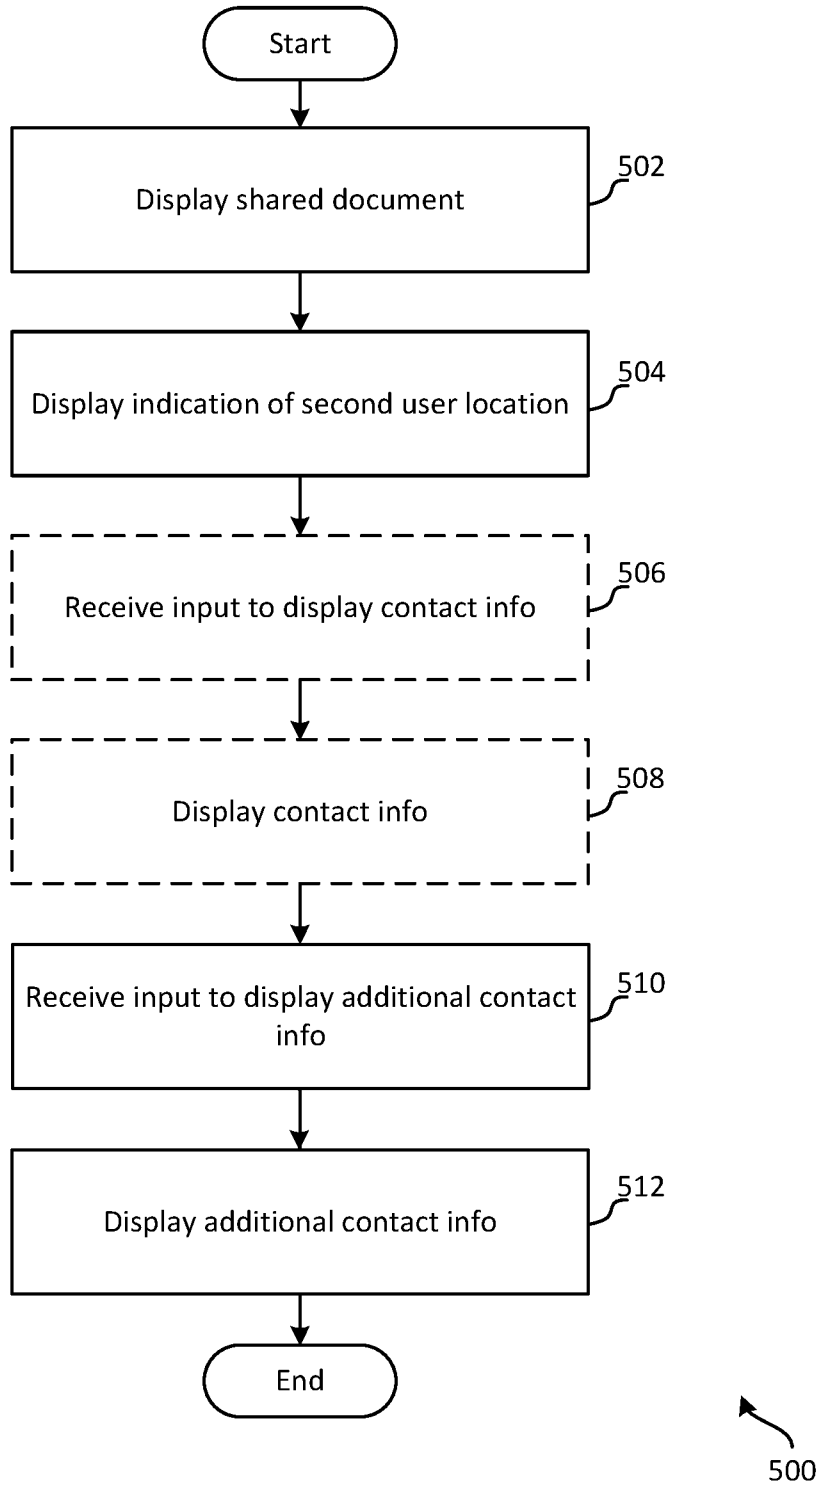 Start
502
Display shared document
504
Display indication of second user location
506
Receive input to display contact info
508
Display contact info
510
Receive input to display additional contact
info
512
Display additional contact info
End
500